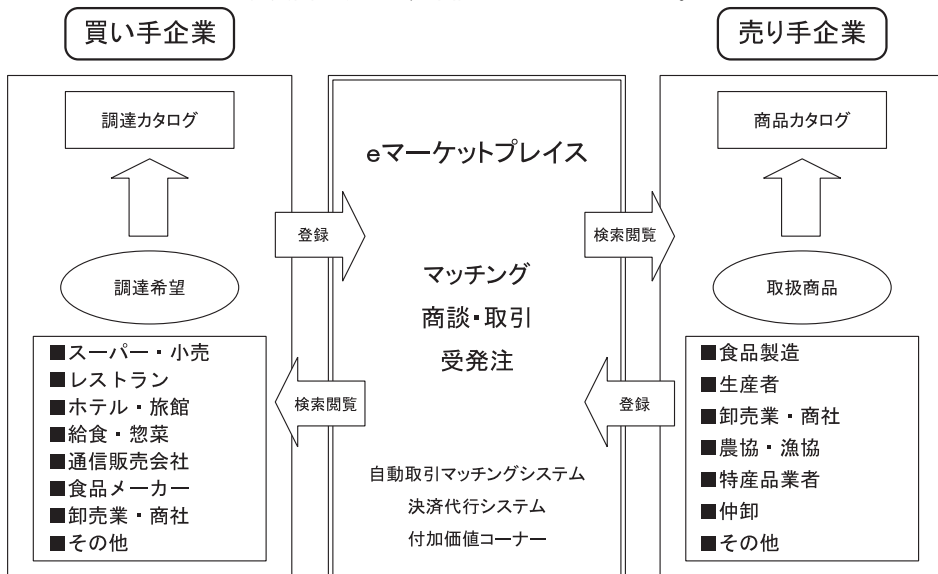 買い手企業
売り手企業
調達カタログ
商品カタログ
eマーケットプレイス
登録
検索閲覧
調達希望
マッチング
商談・取引
受発注
取扱商品
■スーパー・小売
■レストラン
■ホテル・旅館
■給食・惣菜
■通信販売会社
■食品メーカー
■卸売業・商社
■その他
検索閲覧
登録
自動取引マッチングシステム
決済代行システム
付加価値コーナー
■食品製造
■生産者
■卸売業・商社
■農協・漁協
■特産品業者
■仲卸
■その他